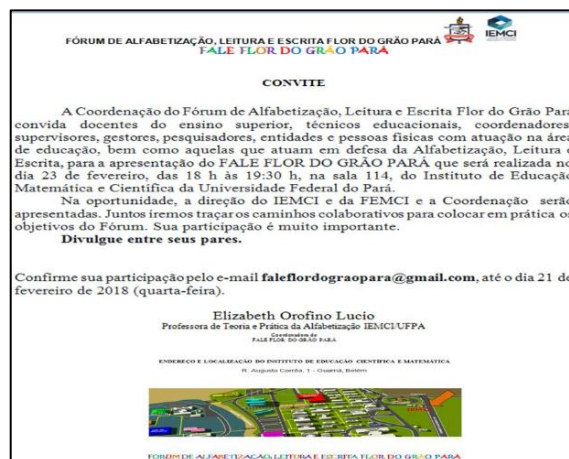 FÓRUM DE ALFABETIZAÇÃO, LEITURA E ESCRITA FLOR DO GRÃO PARÁ
IEMCI
FALE FLOR DO GRÃO PARÁ
CONVITE
A Coordenação do Fórum de Alfabetização, Leitura e Escrita Flor do Grão Pará
convida docentes do ensino superior, técnicos educacionais, coordenadores
supervisores, gestores, pesquisadores, entidades e pessoas físicas com atuação na área
de educação, bem como aquelas que atuam em defesa da Alfabetização, Leitura e
Escrita, para a apresentação do FALE FLOR DO GRÃO PARÁ que será realizada no
dia 23 de fevereiro, das 18 h às 19:30 h, na sala 114, do Instituto de Educação
Matemática e Científica da Universidade Federal do Pará.
Na oportunidade, a direção do IEMCI e da FEMCI e a Coordenação serão
apresentadas. Juntos iremos traçar os caminhos colaborativos para colocar em prática os
objetivos do Fórum. Sua participação é muito importante.
Divulgue entre seus pares.
Confirme sua participação pelo e-mail faleflordograopara@gmail.com, até o dia 21 de
fevereiro de 2018 (quarta-feira).
Elizabeth Orofino Lucio
Professora de Teoria e Prática da Alfabetização IEMCI/UFPA
Coordenadora do
FALE FLOR DO GRÃO PARÁ
ENDEREÇO E LOCALIZAÇÃO DO INSTITUTO DE EDUCAÇÃO CIENTÍFICA E MATEMÁTICA
R. Augusto Corrêa, 1 - Guamá, Belém
FÓRUM DE ALFABETIZAÇÃO, LEITURA E ESCRITA FLOR DO GRÃO PARÁ